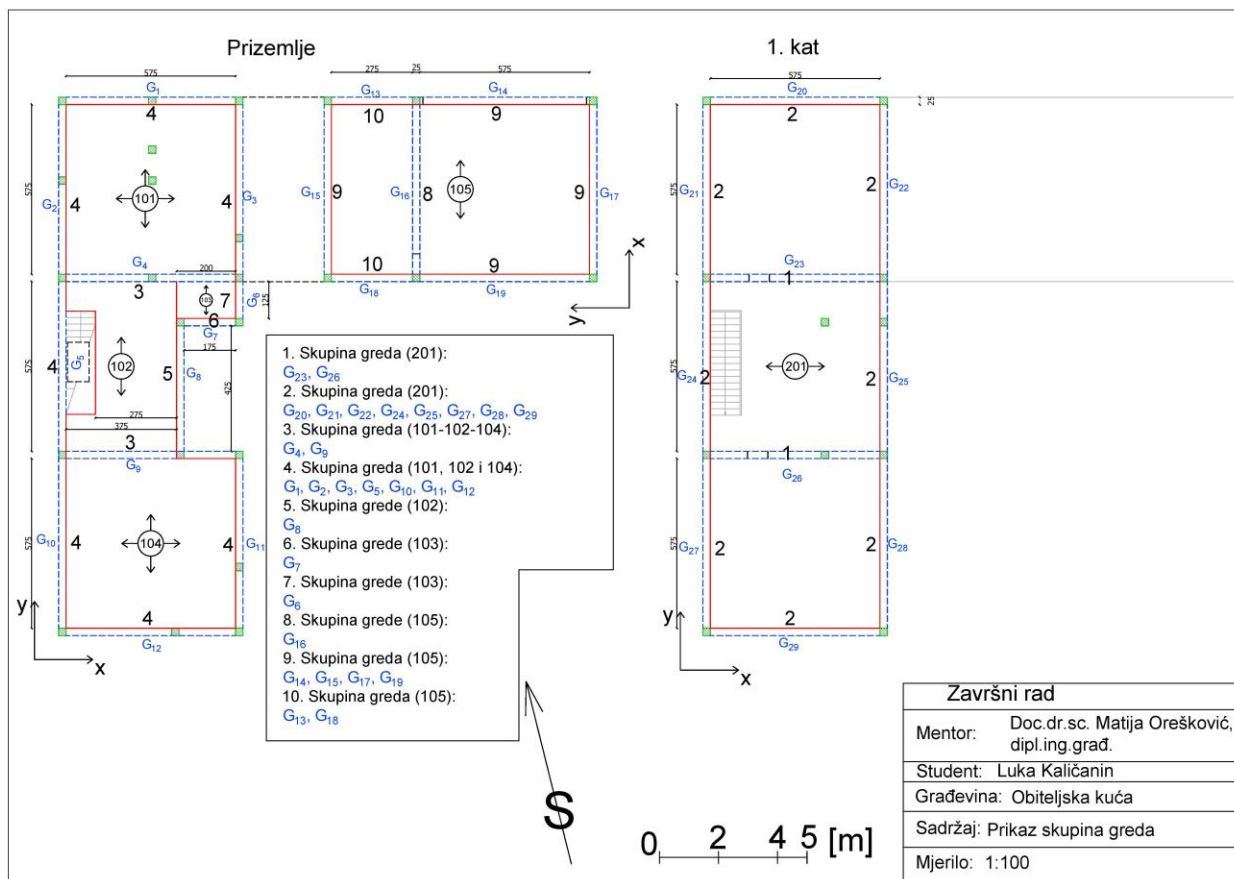 Prizemlje
1. kat
575
275
25
575
575
G₁
G₁₃
G₁₄
G₂₀
4
10
9
2
25
575
575
101
105
4
4
G₂
G₃
G₁₅
9
G₁₆
8
9
G₁₇
G₂₁
2
2
G₂₂
x
y
G₄
200
10
9
G₂₃
3
103
7
G₆
125
G₁₈
G₁₉
1
6
G₇
575
4
G₅
102
5
G₈
175
425
575
G₂₄
2
201
2
G₂₅
275
375
3
G₉
1
G₂₆
575
G₁₀
4
104
4
G₁₁
575
G₂₇
2
2
G₂₈
y
x
4
G₁₂
y
x
2
G₂₉
1. Skupina greda (201):
G₂₃, G₂₆
2. Skupina greda (201):
G₂₀, G₂₁, G₂₂, G₂₄, G₂₅, G₂₇, G₂₈, G₂₉
3. Skupina greda (101-102-104):
G₄, G₉
4. Skupina greda (101, 102 i 104):
G₁, G₂, G₃, G₅, G₁₀, G₁₁, G₁₂
5. Skupina grede (102):
G₈
6. Skupina grede (103):
G₇
7. Skupina grede (103):
G₆
8. Skupina grede (105):
G₁₆
9. Skupina greda (105):
G₁₄, G₁₅, G₁₇, G₁₉
10. Skupina greda (105):
G₁₃, G₁₈
S
0 2 4 5 [m]
Završni rad
Mentor: Doc.dr.sc. Matija Orešković,
dipl.ing.građ.
Student: Luka Kaličanin
Građevina: Obiteljska kuća
Sadržaj: Prikaz skupina greda
Mjerilo: 1:100